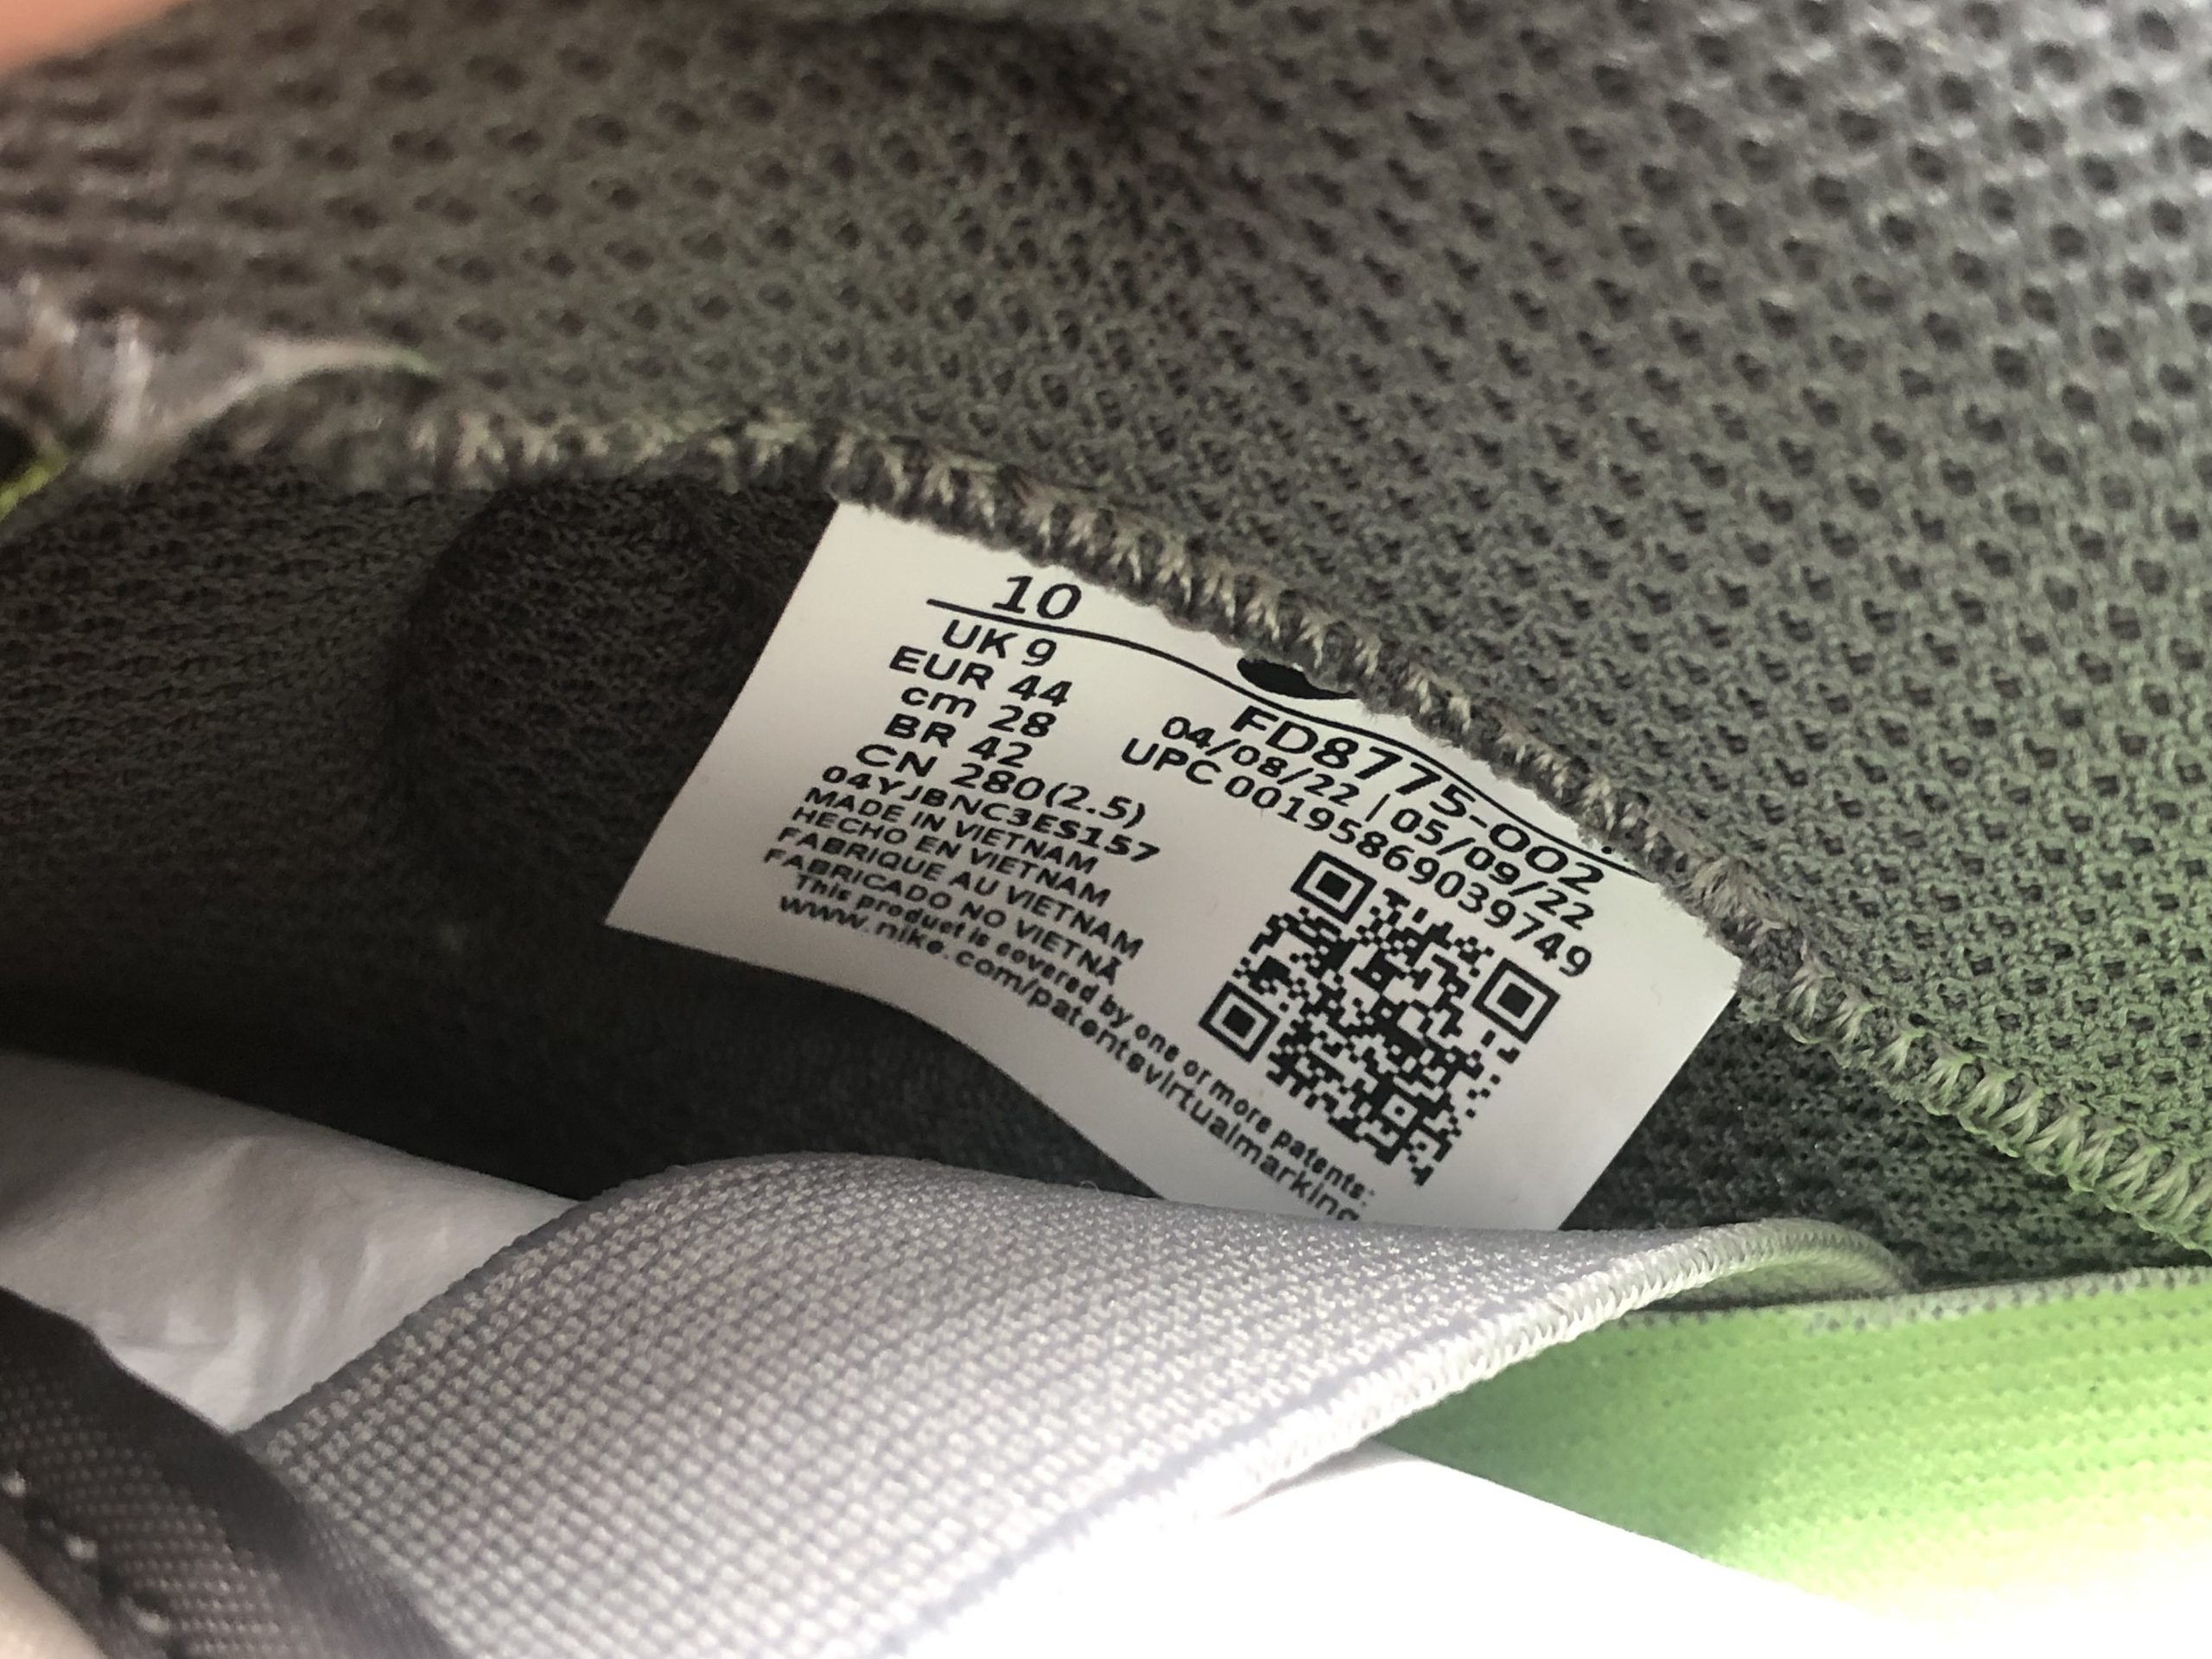 10
UK 9
EUR 44
cm 28
BR 42
CN 280(2.5)
04YJBNC3ES157
MADE IN VIETNAM
HECHO EN VIETNAM
FABRIQUE AU VIETNAM
FABRICADO NO VIETNÃ
This product is covered by one or more patents:
www.nike.com/patentsvirtualmarking
FD8775-002
04/08/22 | 05/09/22
UPC 00195869039749